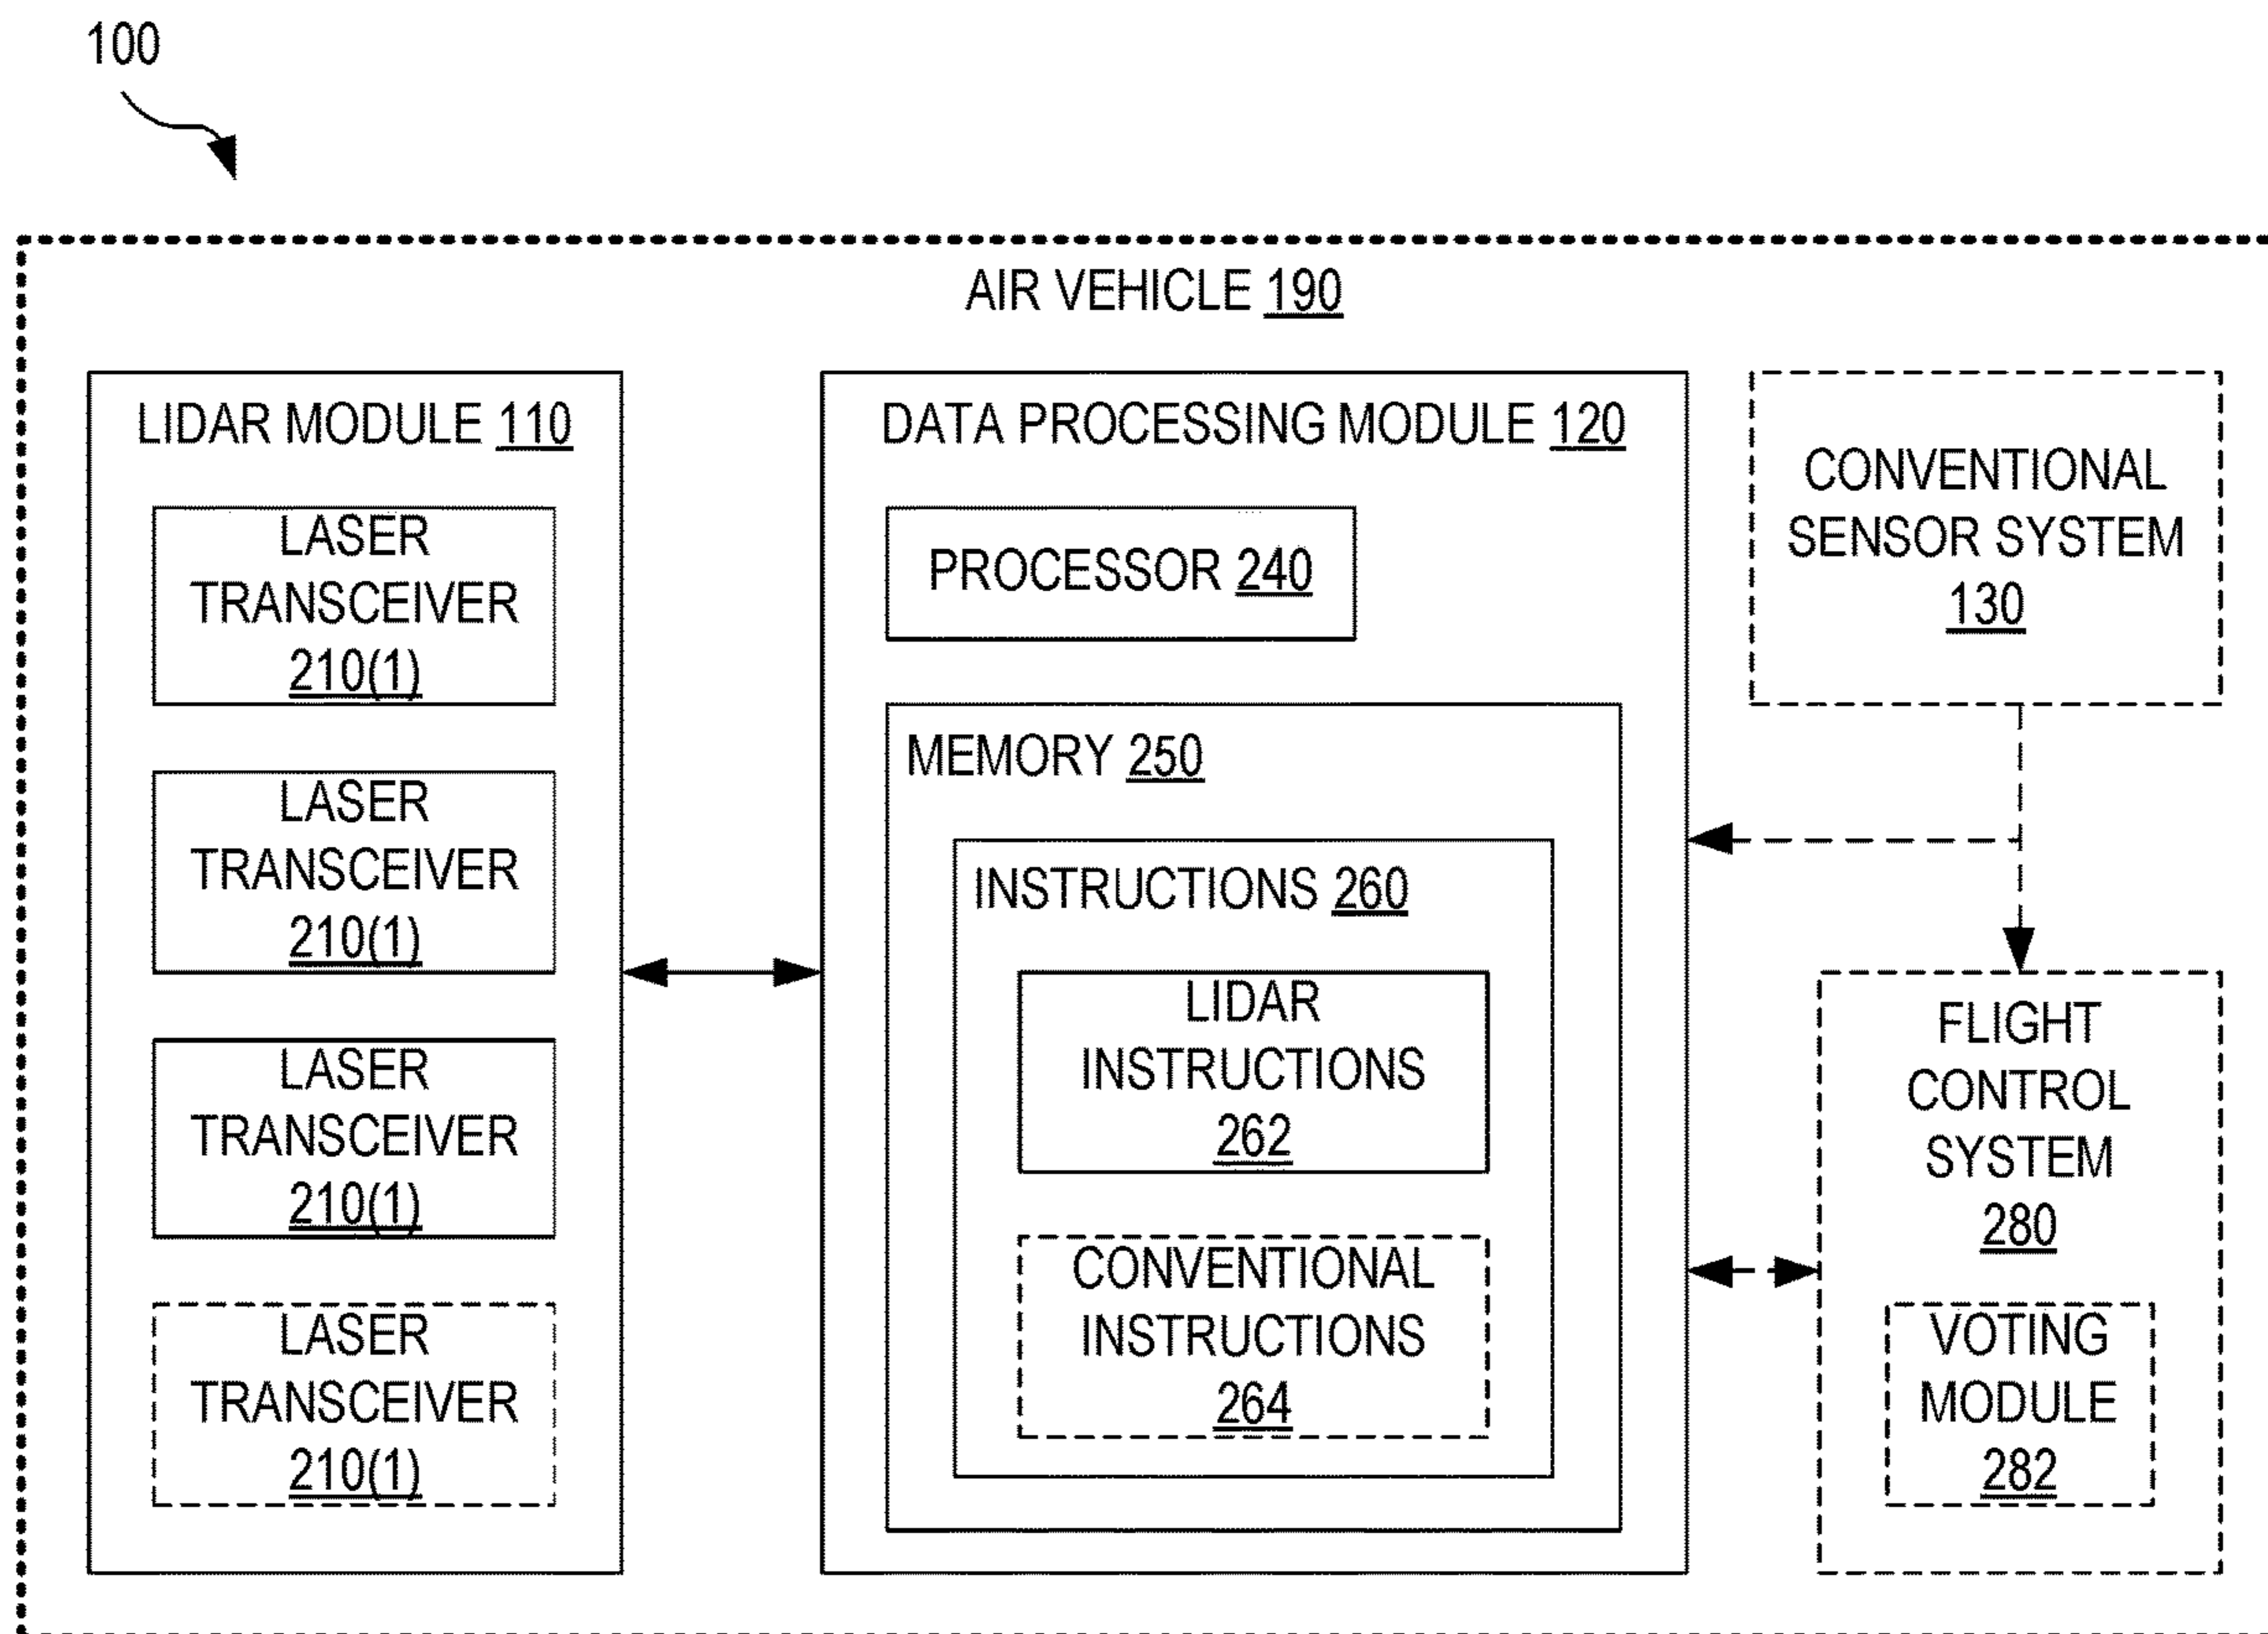 100
AIR VEHICLE 190
LIDAR MODULE 110
LASER
TRANSCEIVER
210(1)
LASER
TRANSCEIVER
210(1)
LASER
TRANSCEIVER
210(1)
LASER
TRANSCEIVER
210(1)
DATA PROCESSING MODULE 120
PROCESSOR 240
MEMORY 250
INSTRUCTIONS 260
LIDAR
INSTRUCTIONS
262
CONVENTIONAL
INSTRUCTIONS
264
CONVENTIONAL
SENSOR SYSTEM
130
FLIGHT
CONTROL
SYSTEM
280
VOTING
MODULE
282